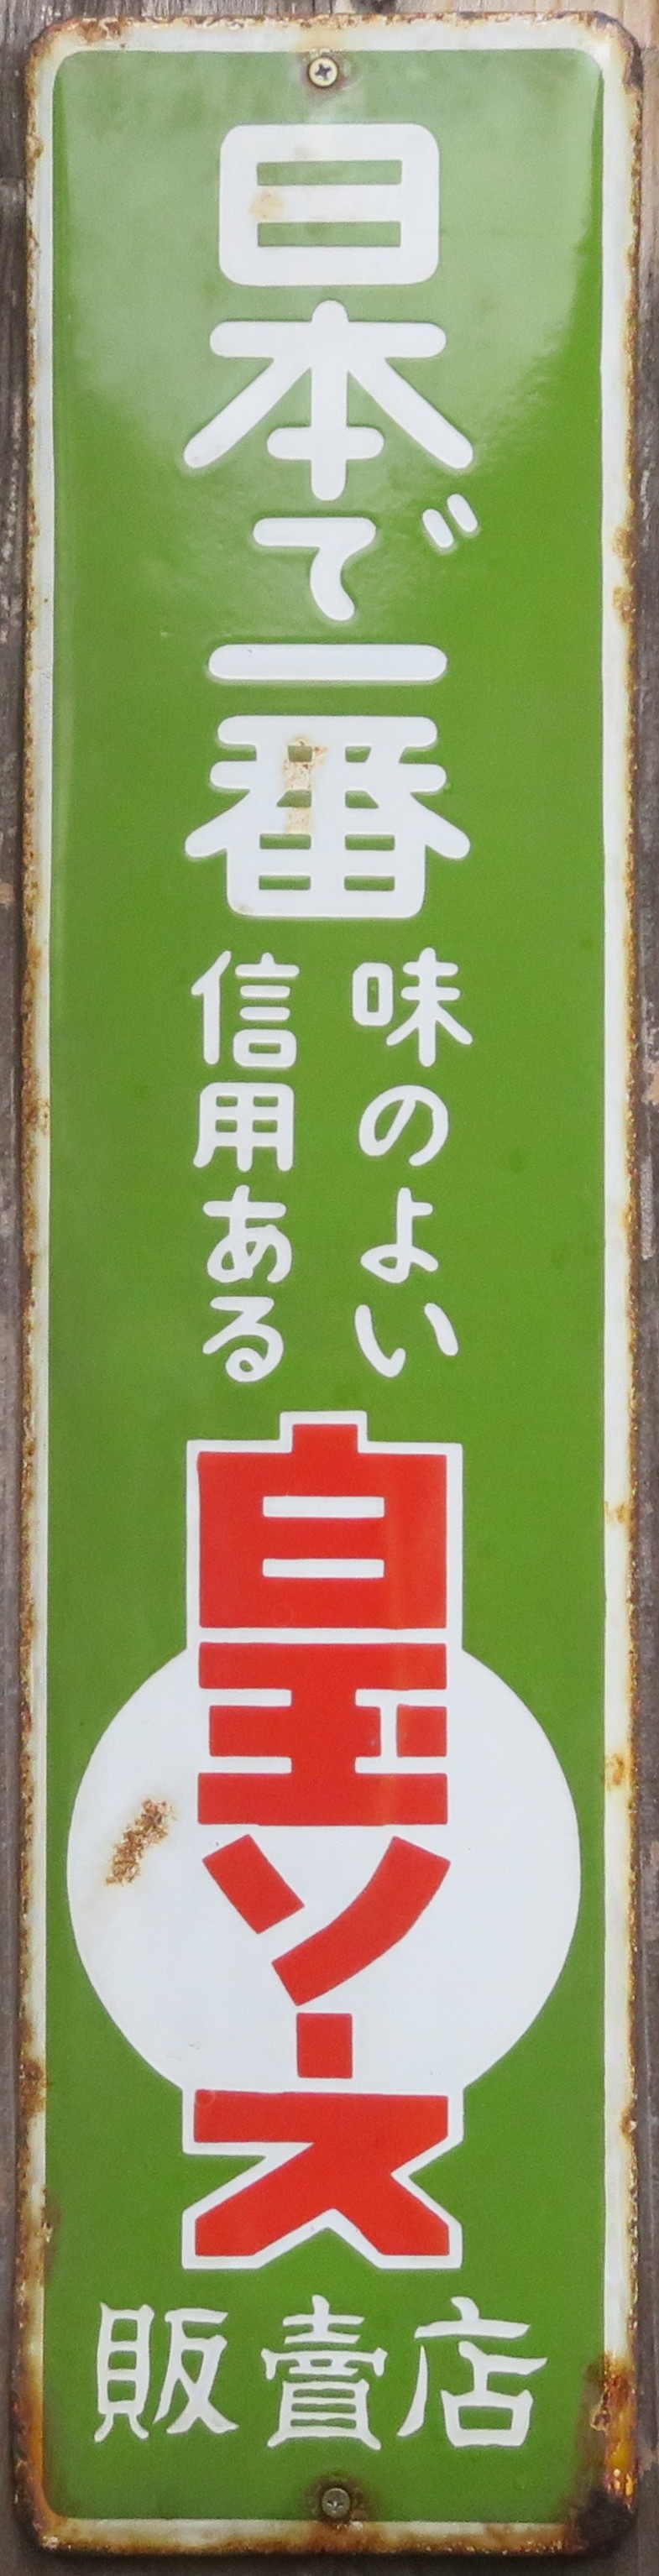 日本で一番
味のよい
信用ある
白玉ソース
販賣店